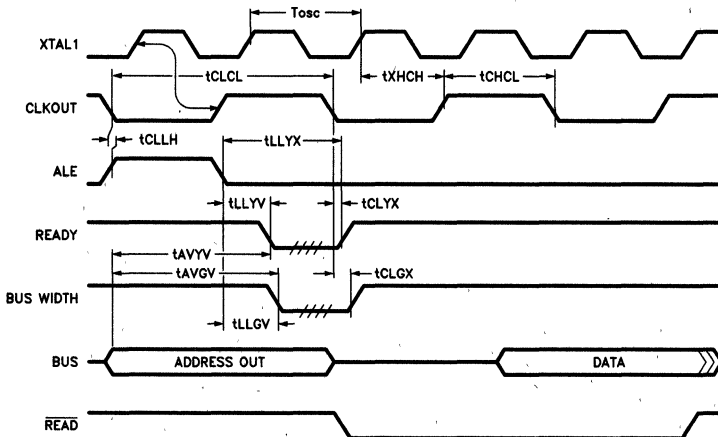 Tosc
XTAL1
tCLCL
tXHCH
tCHCL
CLKOUT
tCLLH
tLLYX
ALE
tLLYV
tCLYX
READY
tAVYV
tAVGV
tCLGX
BUS WIDTH
tLLGV
BUS
ADDRESS OUT
DATA
READ